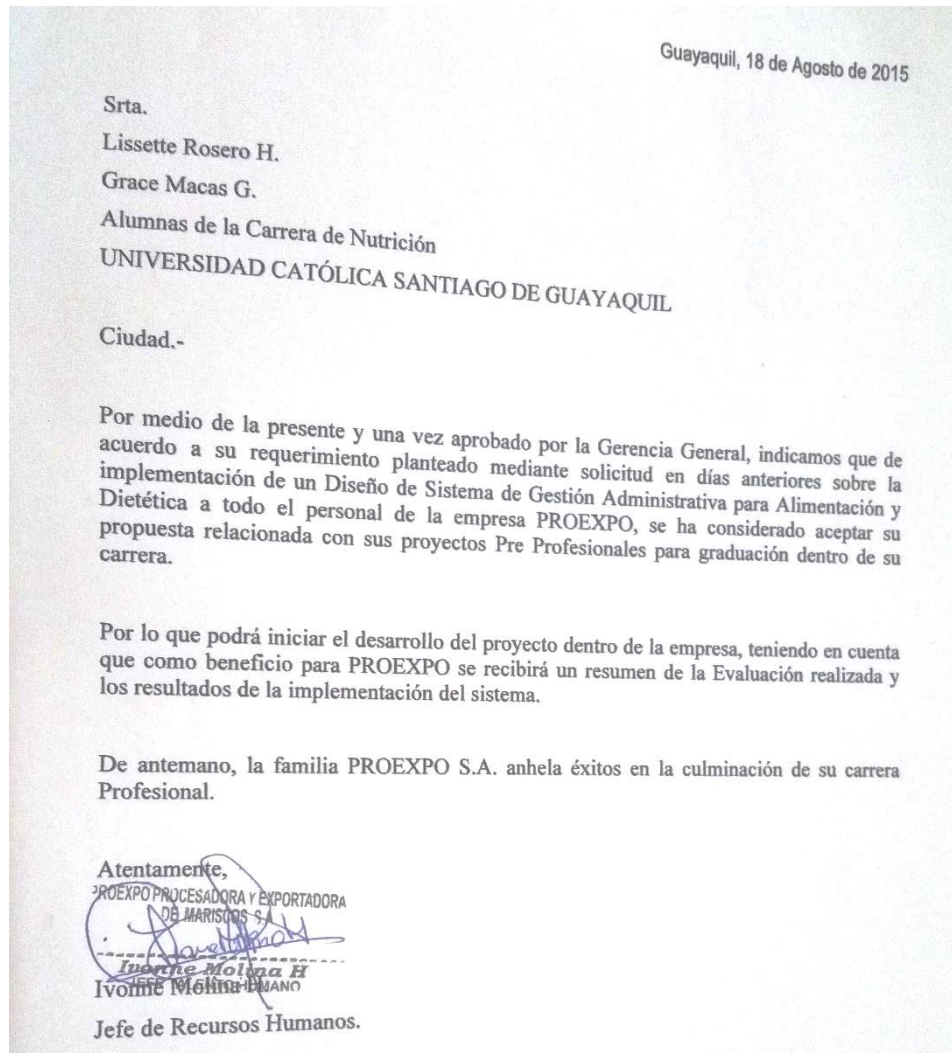 Guayaquil, 18 de Agosto de 2015
Srta.
Lissette Rosero H.
Grace Macas G.
Alumnas de la Carrera de Nutrición
UNIVERSIDAD CATÓLICA SANTIAGO DE GUAYAQUIL
Ciudad.-
Por medio de la presente y una vez aprobado por la Gerencia General, indicamos que de
acuerdo a su requerimiento planteado mediante solicitud en días anteriores sobre la
implementación de un Diseño de Sistema de Gestión Administrativa para Alimentación y
Dietética a todo el personal de la empresa PROEXPO, se ha considerado aceptar su
propuesta relacionada con sus proyectos Pre Profesionales para graduación dentro de su
carrera.
Por lo que podrá iniciar el desarrollo del proyecto dentro de la empresa, teniendo en cuenta
que como beneficio para PROEXPO se recibirá un resumen de la Evaluación realizada y
los resultados de la implementación del sistema.
De antemano, la familia PROEXPO S.A. anhela éxitos en la culminación de su carrera
Profesional.
Atentamente,
PROEXPO PROCESADORA Y EXPORTADORA
DE MARISCOS S.A.
Ivonne Molina H
Ivonne Molina H
Jefe de Recursos Humanos.